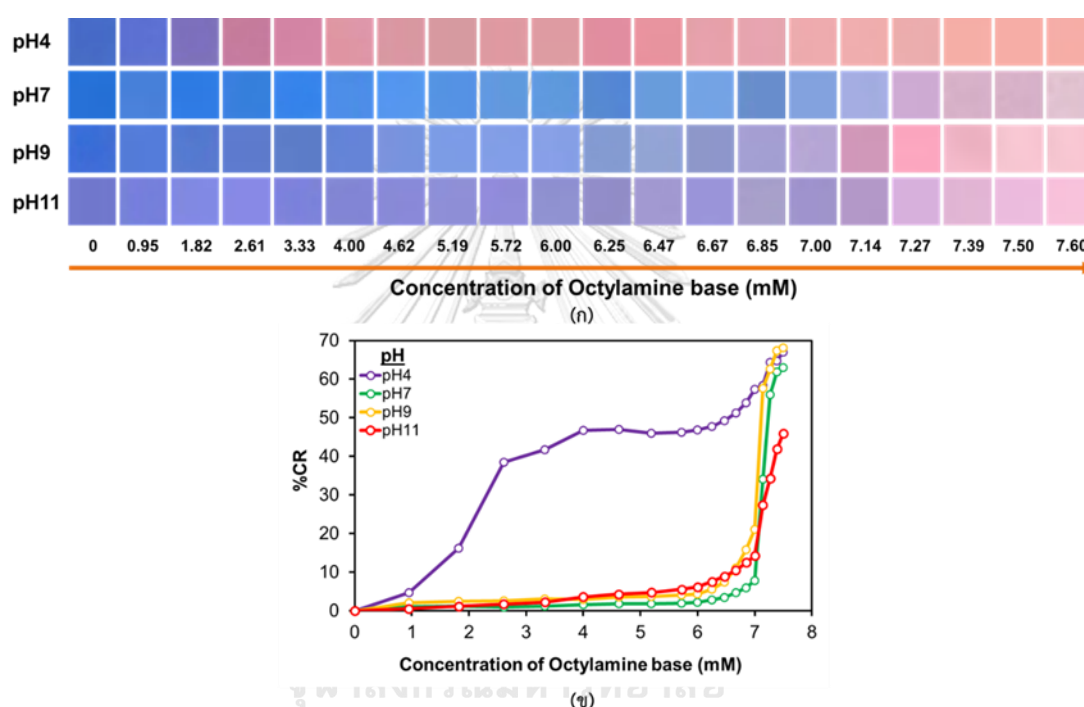 pH4
pH7
pH9
pH11
0 0.95 1.82 2.61 3.33 4.00 4.62 5.19 5.72 6.00 6.25 6.47 6.67 6.85 7.00 7.14 7.27 7.39 7.50 7.60
Concentration of Octylamine base (mM)
(ก)
70
60
50
40
30
20
10
0
%CR
pH
pH4
pH7
pH9
pH11
0 1 2 3 4 5 6 7 8
Concentration of Octylamine base (mM)
(ข)